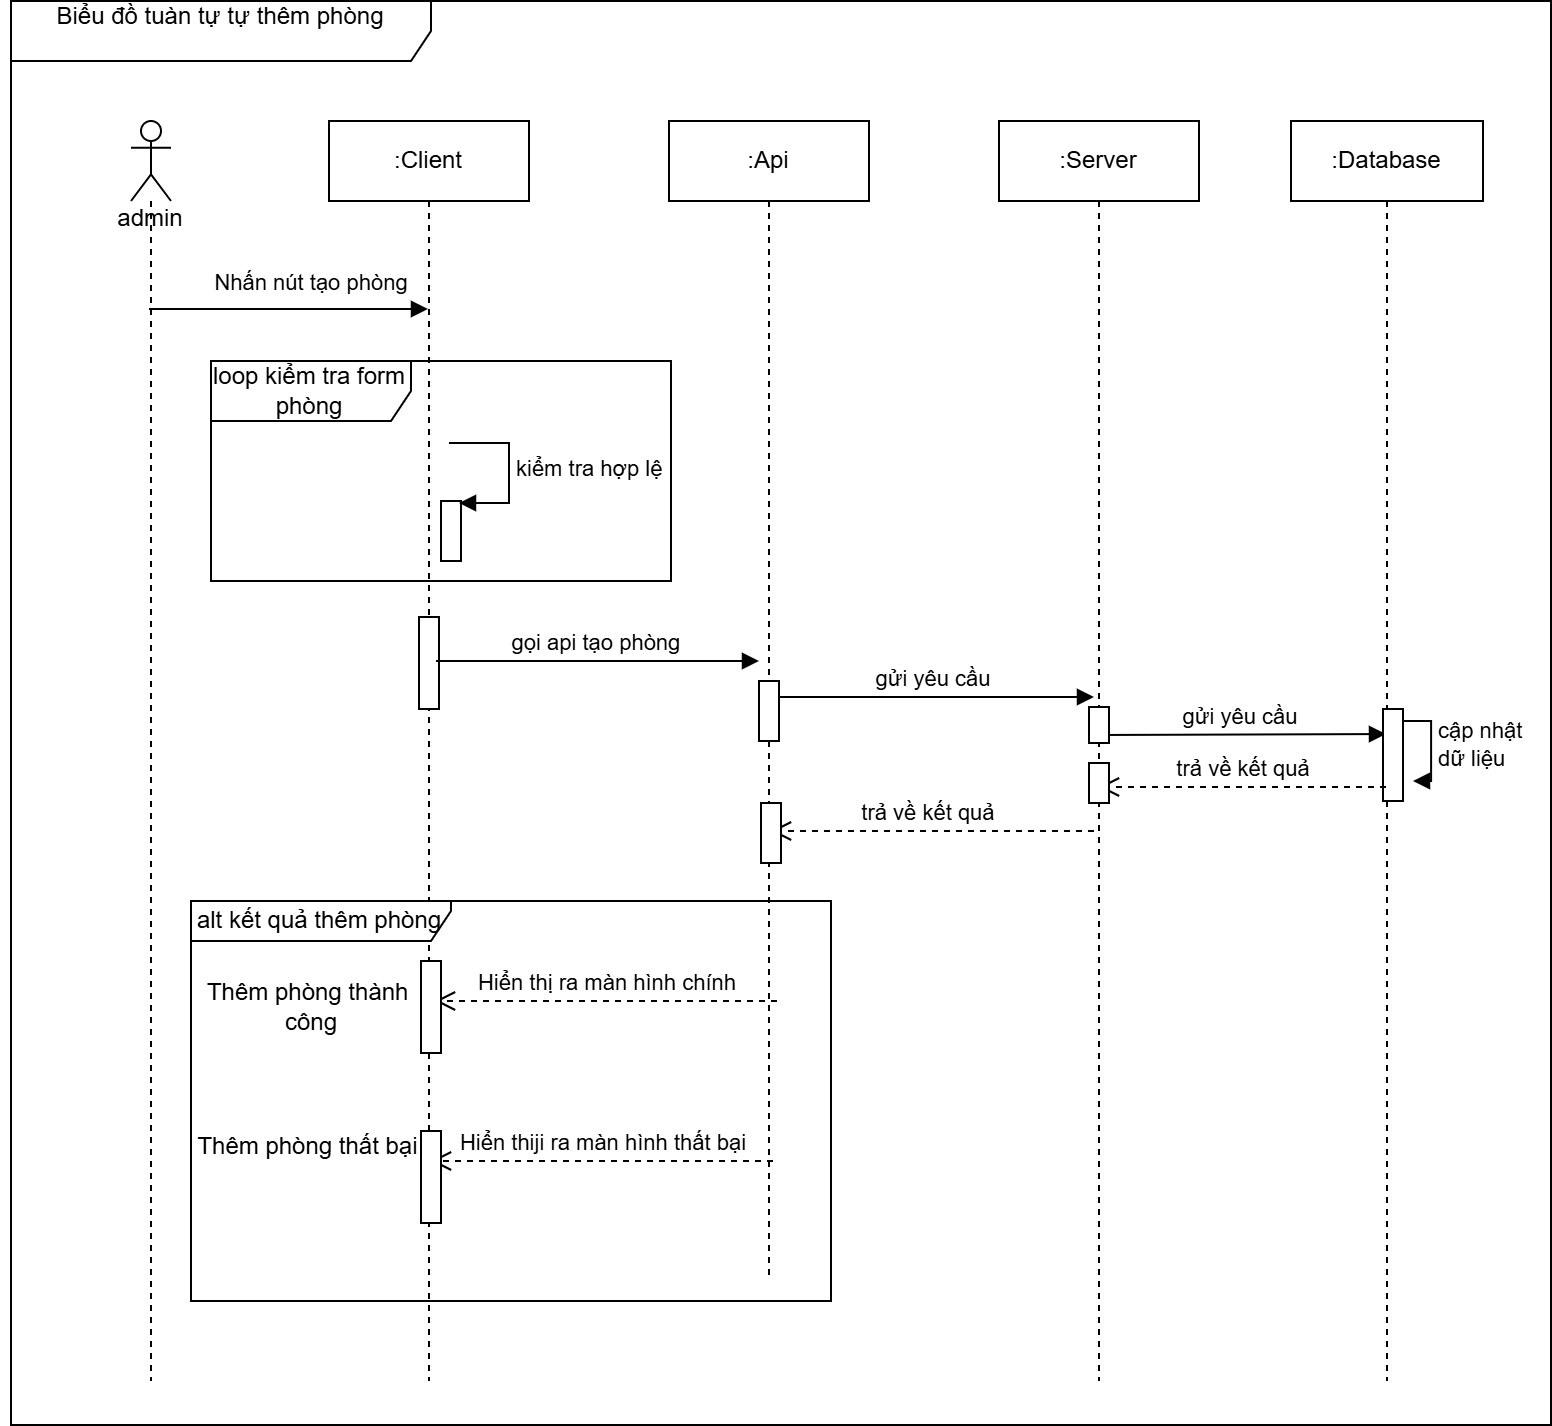 Biểu đồ tuàn tự tự thêm phòng
:Client
:Api
:Server
:Database
admin
Nhấn nút tạo phòng
loop kiểm tra form
phòng
kiểm tra hợp lệ
gọi api tạo phòng
gửi yêu cầu
gửi yêu cầu
cập nhật
dữ liệu
trả về kết quả
trả về kết quả
alt kết quả thêm phòng
Hiển thị ra màn hình chính
Thêm phòng thành
công
Hiển thiji ra màn hình thất bại
Thêm phòng thất bại